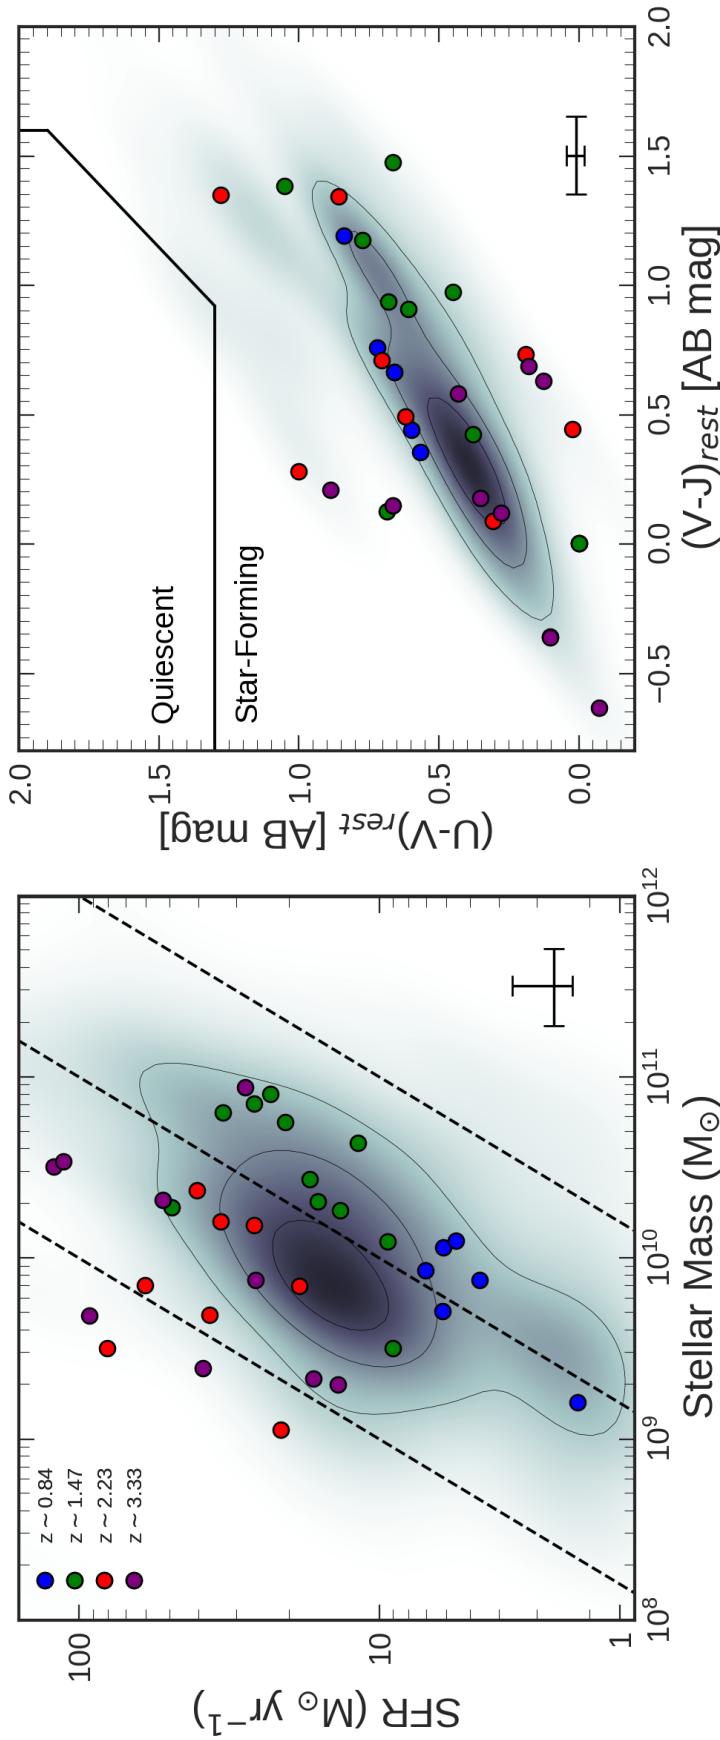 z ~ 0.84
z ~ 1.47
z ~ 2.23
z ~ 3.33
100
10
1
SFR (M⊙ yr⁻¹)
10⁸
10⁹
10¹⁰
10¹¹
10¹²
Stellar Mass (M⊙)
Quiescent
Star-Forming
2.0
1.5
1.0
0.5
0.0
(U-V)rest [AB mag]
−0.5
0.0
0.5
1.0
1.5
2.0
(V-J)rest [AB mag]